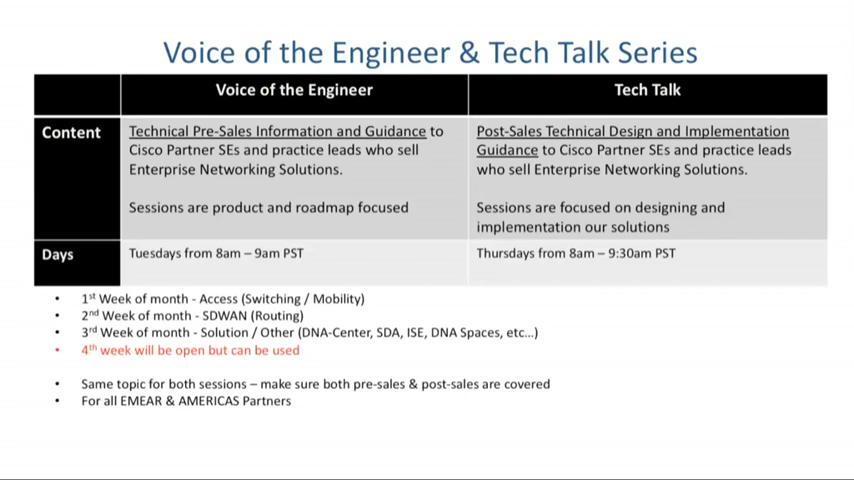 Voice of the Engineer & Tech Talk Series
Voice of the Engineer
Tech Talk
Content
Technical Pre-Sales Information and Guidance to
Cisco Partner SEs and practice leads who sell
Enterprise Networking Solutions.
Sessions are product and roadmap focused
Post-Sales Technical Design and Implementation
Guidance to Cisco Partner SEs and practice leads
who sell Enterprise Networking Solutions.
Sessions are focused on designing and
implementation our solutions
Days
Tuesdays from 8am – 9am PST
Thursdays from 8am – 9:30am PST
• 1st Week of month - Access (Switching / Mobility)
• 2nd Week of month - SDWAN (Routing)
• 3rd Week of month - Solution / Other (DNA-Center, SDA, ISE, DNA Spaces, etc...)
• 4th week will be open but can be used
• Same topic for both sessions – make sure both pre-sales & post-sales are covered
• For all EMEAR & AMERICAS Partners